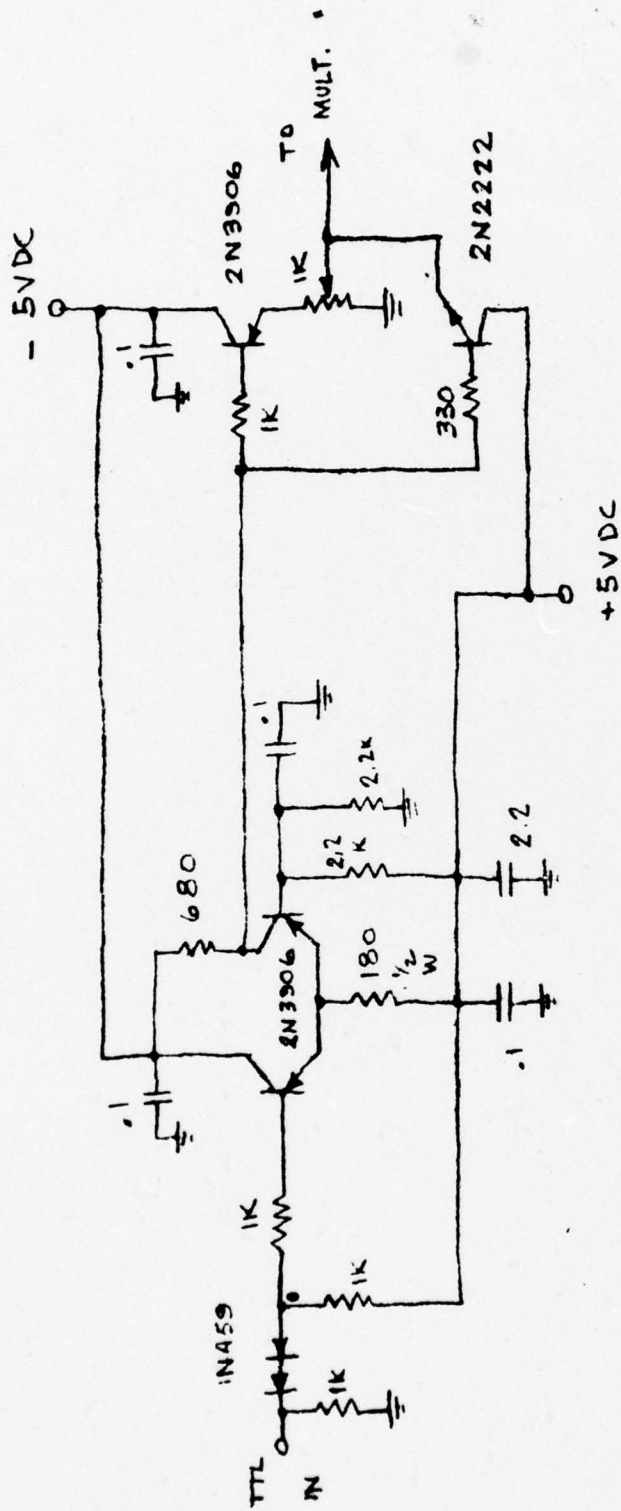 TTL
IN
1N459
1K
1K
1K
.1
2N3906
680
180
1/2
W
.1
2.2
K
2.2K
.1
2.2
- 5VDC
.1
1K
2N3906
1K
TO
MULT.
330
2N2222
+5VDC